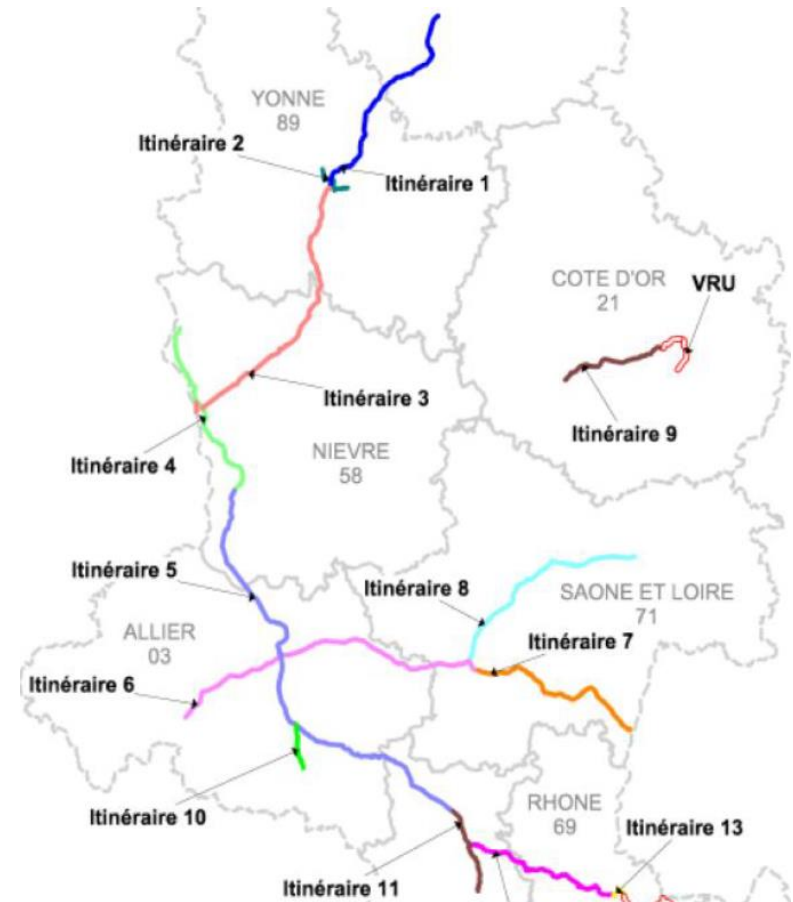 YONNE
89
Itinéraire 2
Itinéraire 1
COTE D'OR
21
VRU
Itinéraire 3
Itinéraire 9
Itinéraire 4
NIEVRE
58
Itinéraire 5
Itinéraire 8
SAONE ET LOIRE
71
ALLIER
03
Itinéraire 7
Itinéraire 6
Itinéraire 10
RHONE
69
Itinéraire 13
Itinéraire 11